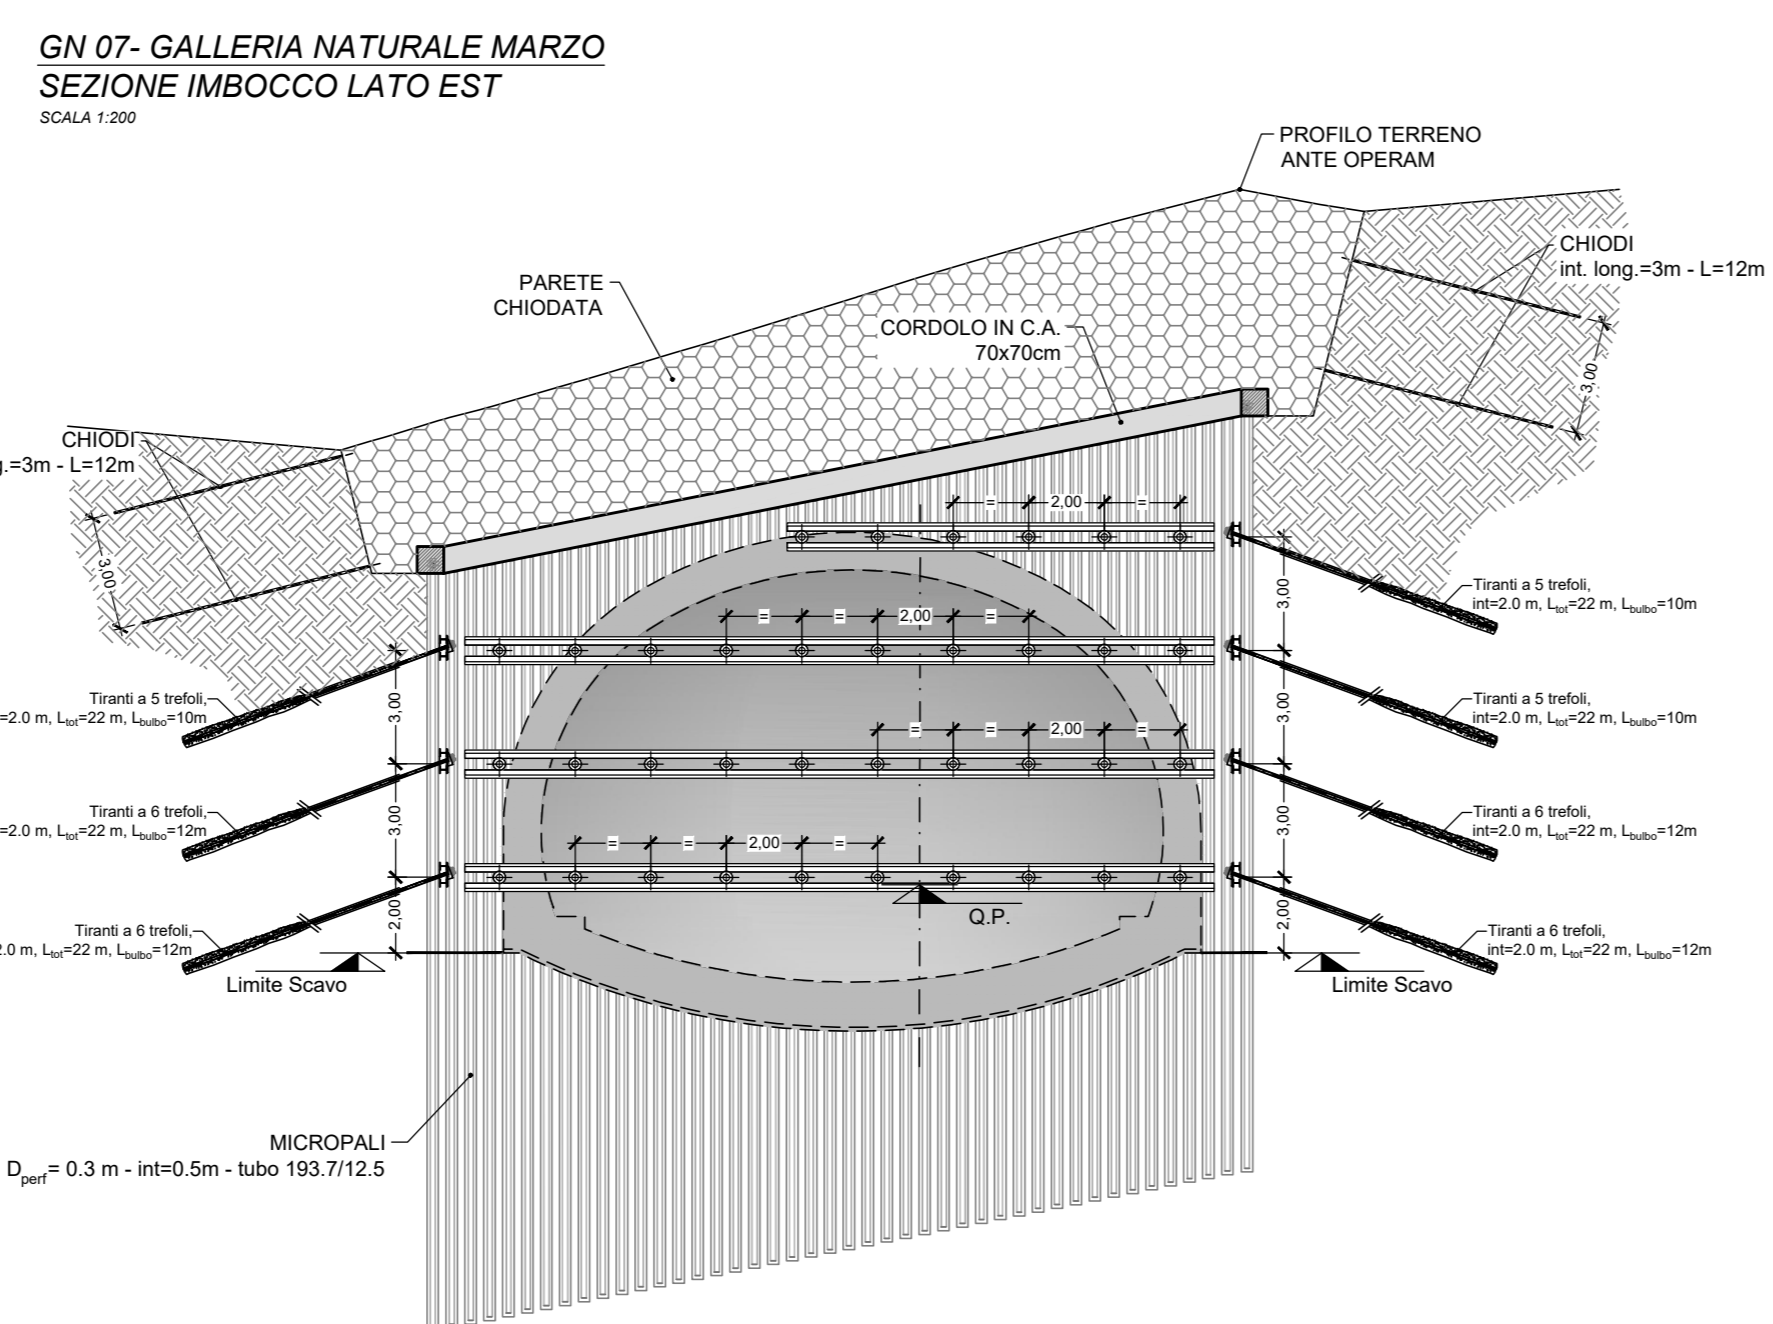 GN 07- GALLERIA NATURALE MARZO
SEZIONE IMBOCCO LATO EST
SCALA 1:200
PROFILO TERRENO
ANTE OPERAM
CHIODI
int. long.=3m - L=12m
PARETE
CHIODATA
CORDOLO IN C.A.
70x70cm
3,00
CHIODI
g.=3m - L=12m
3,00
= 2,00 =
= = 2,00 =
= = 2,00 =
= = 2,00 =
3,00
3,00
3,00
2,00
3,00
3,00
2,00
Tiranti a 5 trefoli,
int=2.0 m, Ltot=22 m, Lbulbo=10m
Tiranti a 5 trefoli,
=2.0 m, Ltot=22 m, Lbulbo=10m
Tiranti a 5 trefoli,
int=2.0 m, Ltot=22 m, Lbulbo=10m
Tiranti a 6 trefoli,
=2.0 m, Ltot=22 m, Lbulbo=12m
Tiranti a 6 trefoli,
int=2.0 m, Ltot=22 m, Lbulbo=12m
Tiranti a 6 trefoli,
2.0 m, Ltot=22 m, Lbulbo=12m
Tiranti a 6 trefoli,
int=2.0 m, Ltot=22 m, Lbulbo=12m
Q.P.
Limite Scavo
Limite Scavo
MICROPALI
Dperf= 0.3 m - int=0.5m - tubo 193.7/12.5